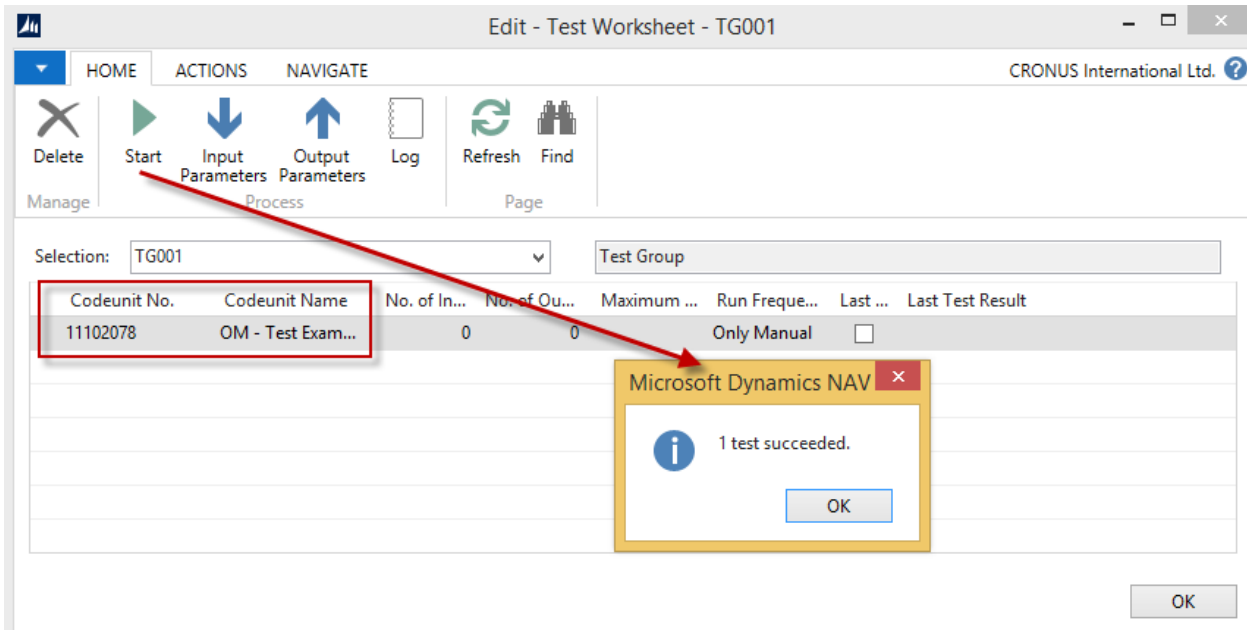 Edit - Test Worksheet - TG001
HOME ACTIONS NAVIGATE CRONUS International Ltd.
Delete Start Input Parameters Output Parameters Log Refresh Find
Manage Process Page
Selection: TG001 Test Group
Codeunit No. Codeunit Name No. of In... No. of Ou... Maximum ... Run Freque... Last ... Last Test Result
11102078 OM - Test Exam... 0 0 Only Manual
Microsoft Dynamics NAV
1 test succeeded.
OK
OK